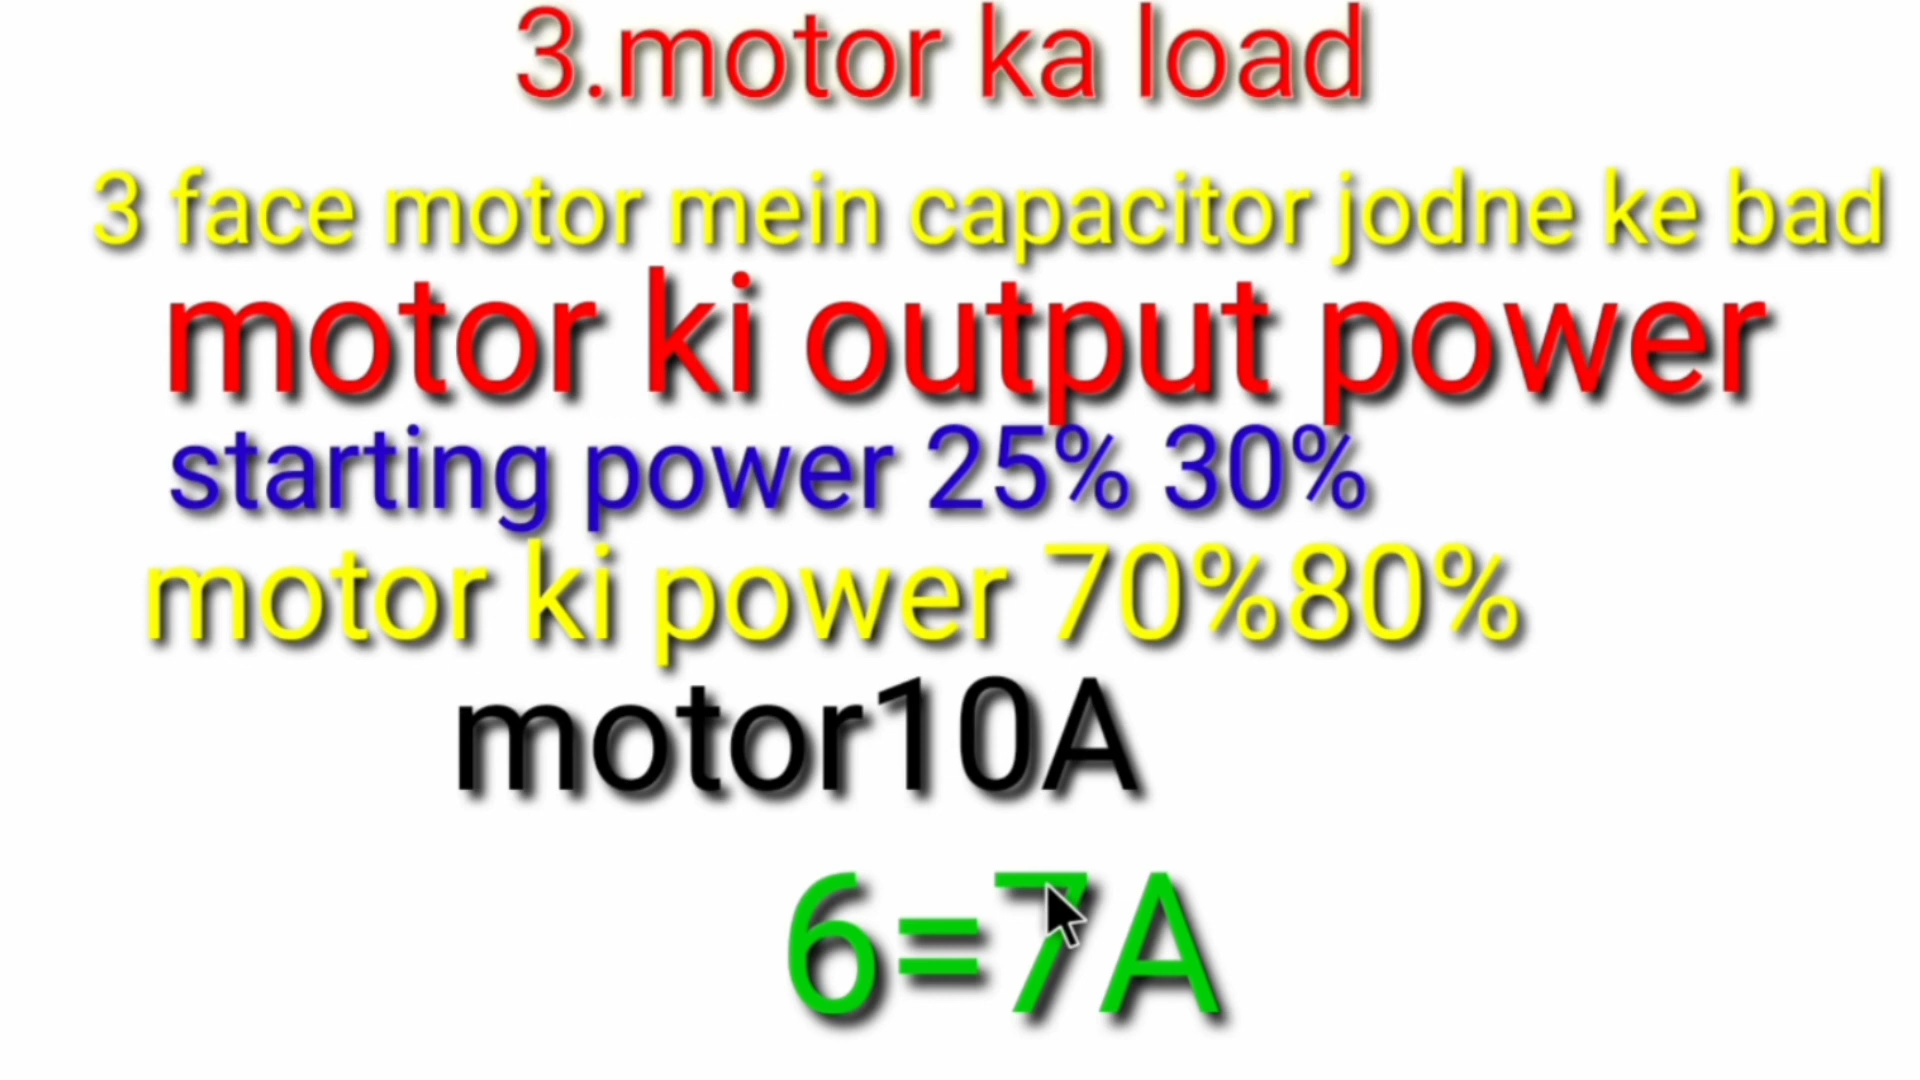 3.motor ka load
3 face motor mein capacitor jodne ke bad
motor ki output power
starting power 25% 30%
motor ki power 70%80%
motor10A
6=7A